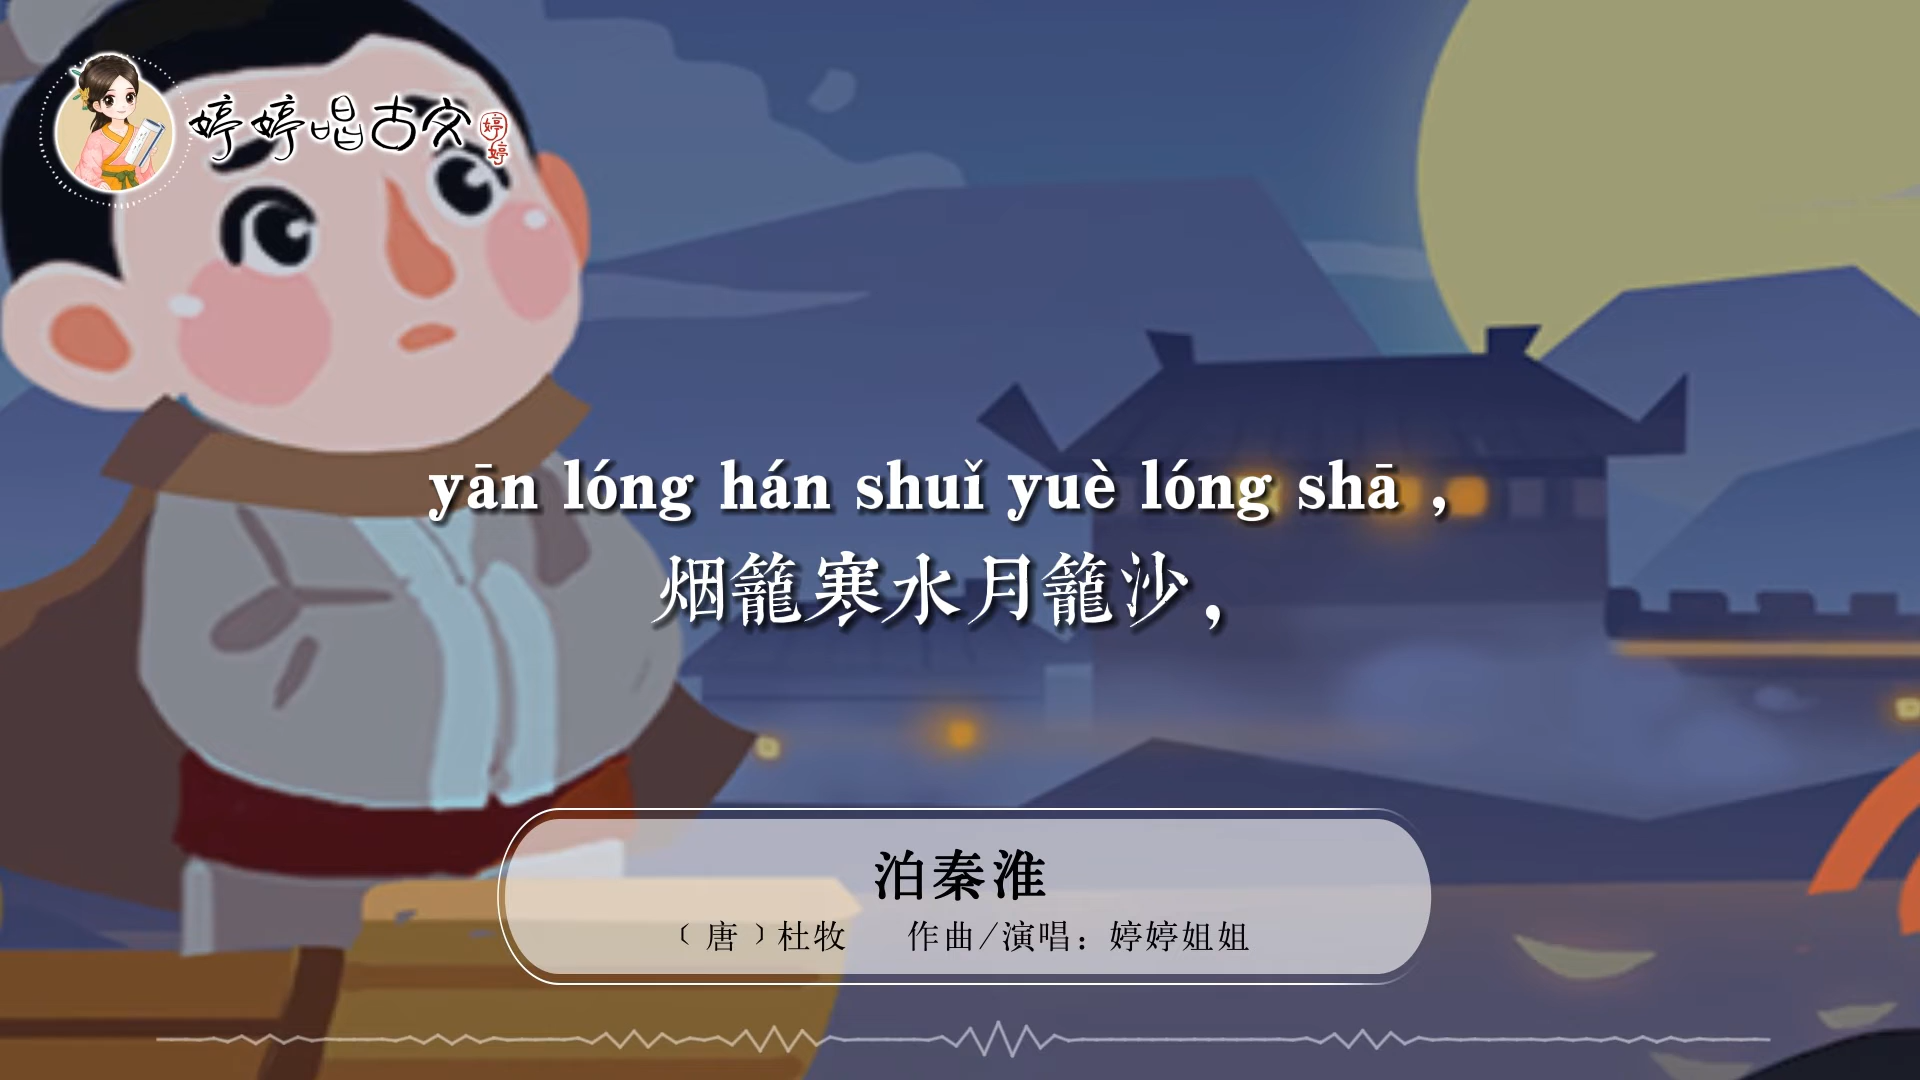 婷婷唱古文
婷婷
yān lóng hán shuǐ yuè lóng shā ,
烟籠寒水月籠沙，
泊秦淮
（唐）杜牧 作曲/演唱：婷婷姐姐